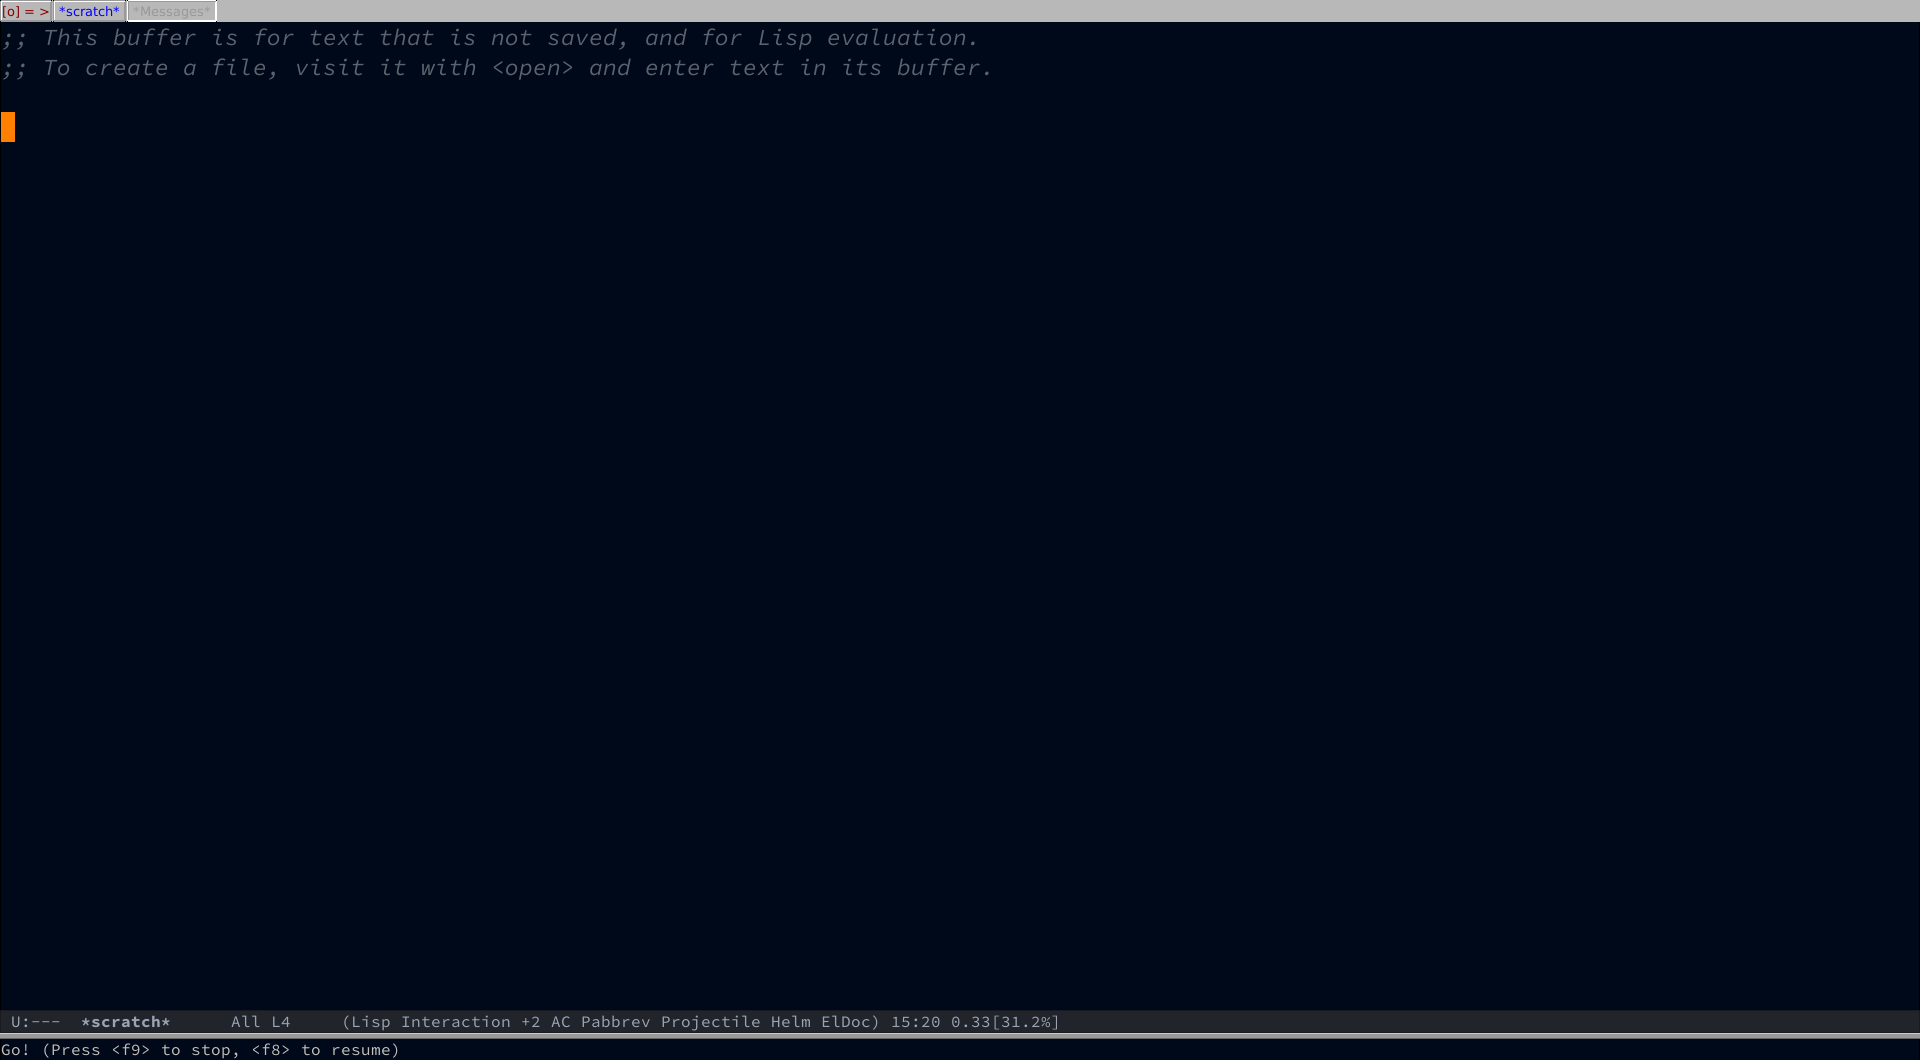 [o] = > *scratch* *Messages*
;; This buffer is for text that is not saved, and for Lisp evaluation.
;; To create a file, visit it with <open> and enter text in its buffer.
U:--- *scratch* All L4 (Lisp Interaction +2 AC Pabbrev Projectile Helm ElDoc) 15:20 0.33[31.2%]
Go! (Press <f9> to stop, <f8> to resume)